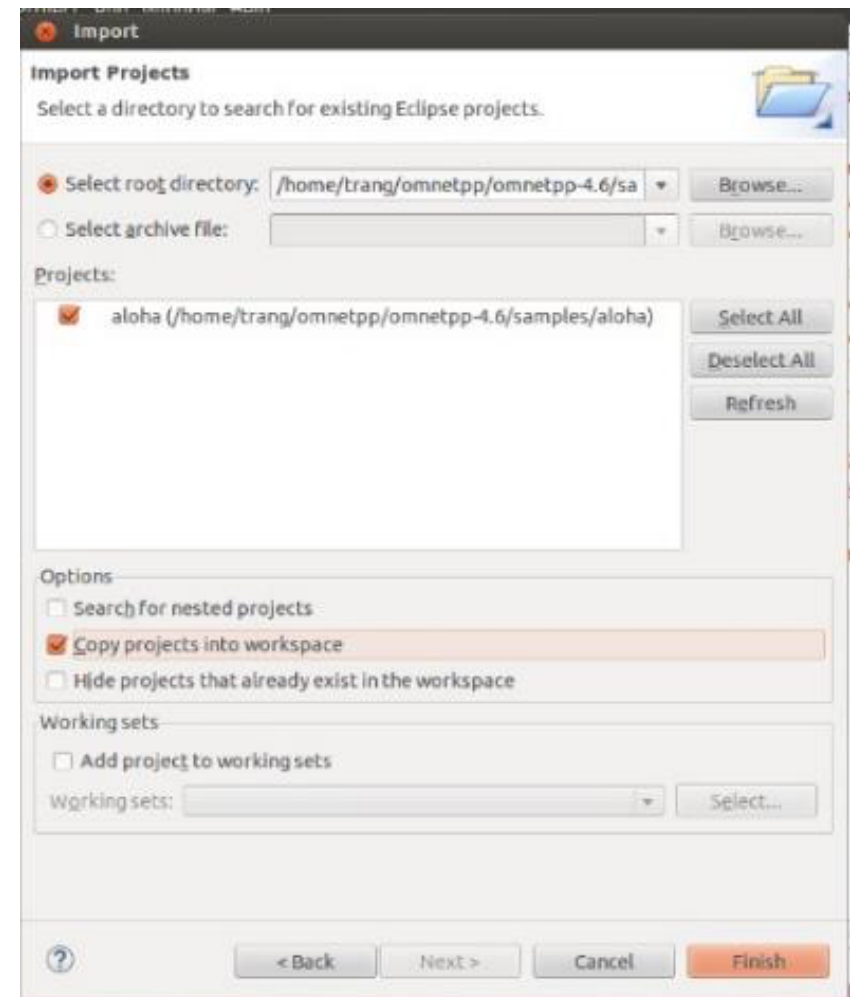 Import
Import Projects
Select a directory to search for existing Eclipse projects.
Select root directory: /home/trang/omnetpp/omnetpp-4.6/sa Browse...
Select archive file: Browse...
Projects:
aloha (/home/trang/omnetpp/omnetpp-4.6/samples/aloha)
Select All
Deselect All
Refresh
Options
Search for nested projects
Copy projects into workspace
Hide projects that already exist in the workspace
Working sets
Add project to working sets
Working sets: Select...
? < Back Next > Cancel Finish